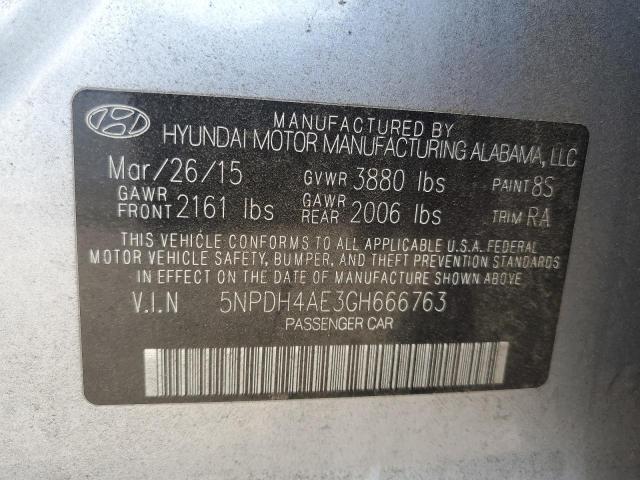 MANUFACTURED BY
HYUNDAI MOTOR MANUFACTURING ALABAMA, LLC
Mar/26/15 GVWR 3880 lbs PAINT 8S
GAWR FRONT 2161 lbs GAWR REAR 2006 lbs TRIM RA
THIS VEHICLE CONFORMS TO ALL APPLICABLE U.S.A. FEDERAL
MOTOR VEHICLE SAFETY, BUMPER, AND THEFT PREVENTION STANDARDS
IN EFFECT ON THE DATE OF MANUFACTURE SHOWN ABOVE.
V.I.N 5NPDH4AE3GH666763
PASSENGER CAR